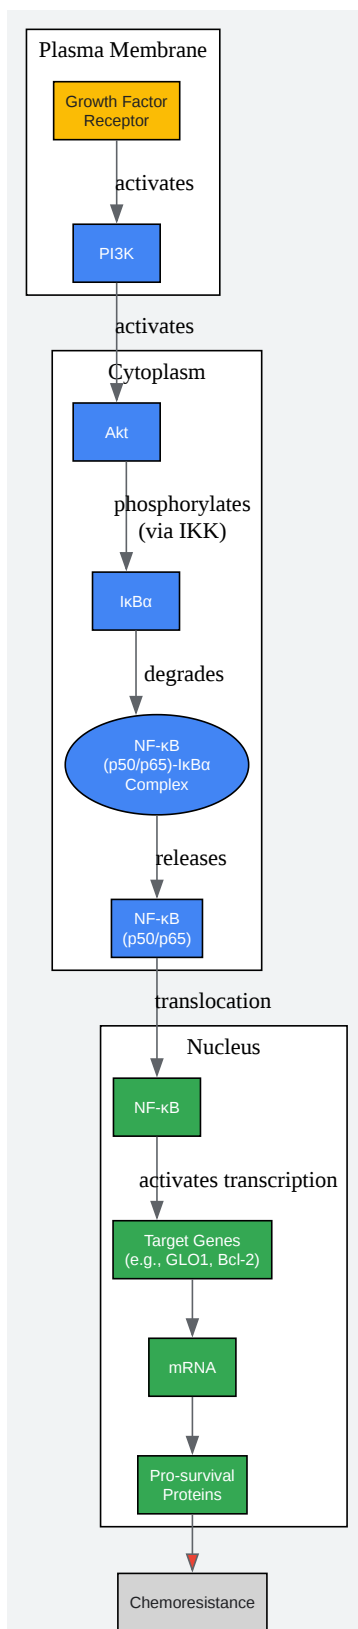 Plasma Membrane
Growth Factor
Receptor
activates
PI3K
activates
Cytoplasm
Akt
phosphorylates
(via IKK)
IκBα
degrades
NF-κB
(p50/p65)-IκBα
Complex
releases
NF-κB
(p50/p65)
translocation
Nucleus
NF-κB
activates transcription
Target Genes
(e.g., GLO1, Bcl-2)
mRNA
Pro-survival
Proteins
Chemoresistance